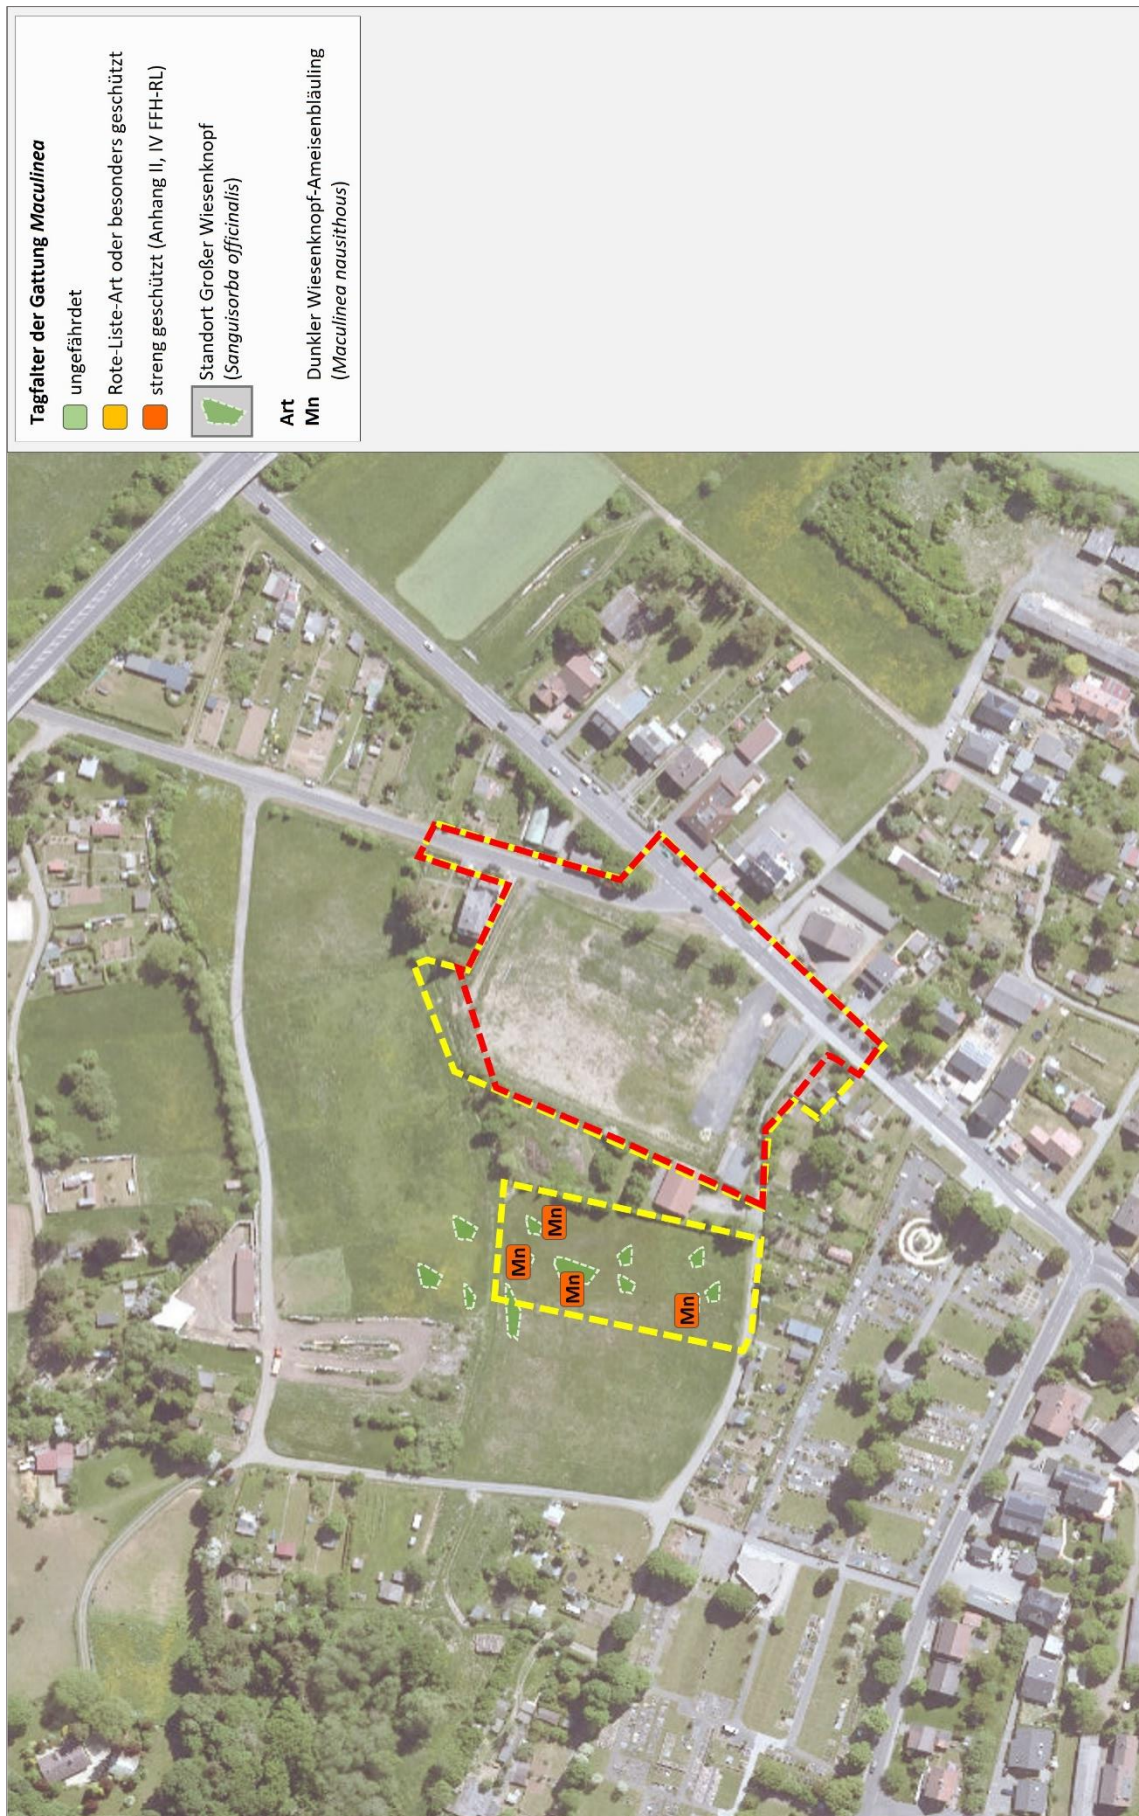 Tagfalter der Gattung Maculinea
ungefährdet
Rote-Liste-Art oder besonders geschützt
streng geschützt (Anhang II, IV FFH-RL)
Standort Großer Wiesenknopf
(Sanguisorba officinalis)
Art
Mn Dunkler Wiesenknopf-Ameisenbläuling
(Maculinea nausithous)
Mn
Mn
Mn
Mn